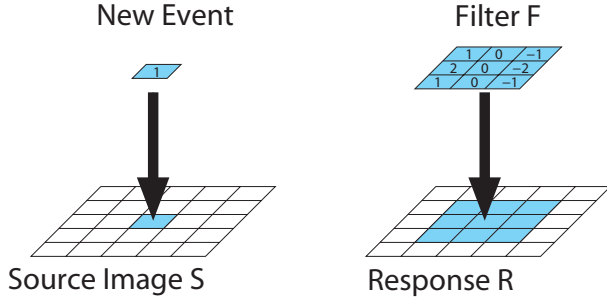 New Event
Filter F
1
1 0 −1
2 0 −2
1 0 −1
Source Image S
Response R